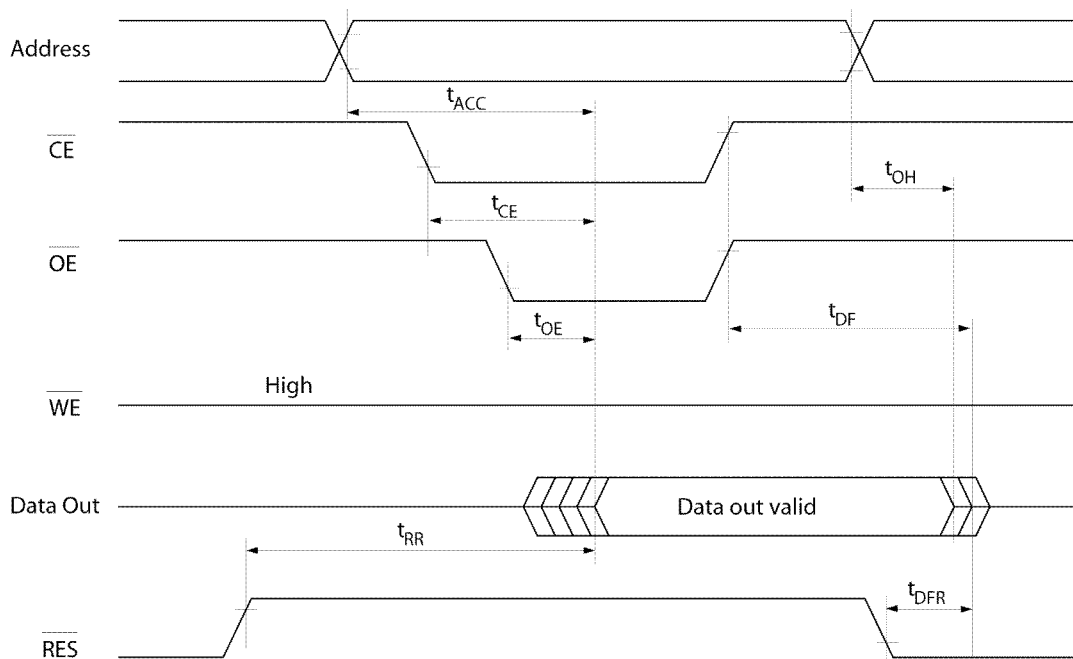 Address
tACC
CE
tOH
tCE
OE
tDF
tOE
High
WE
Data Out
Data out valid
tRR
tDFR
RES